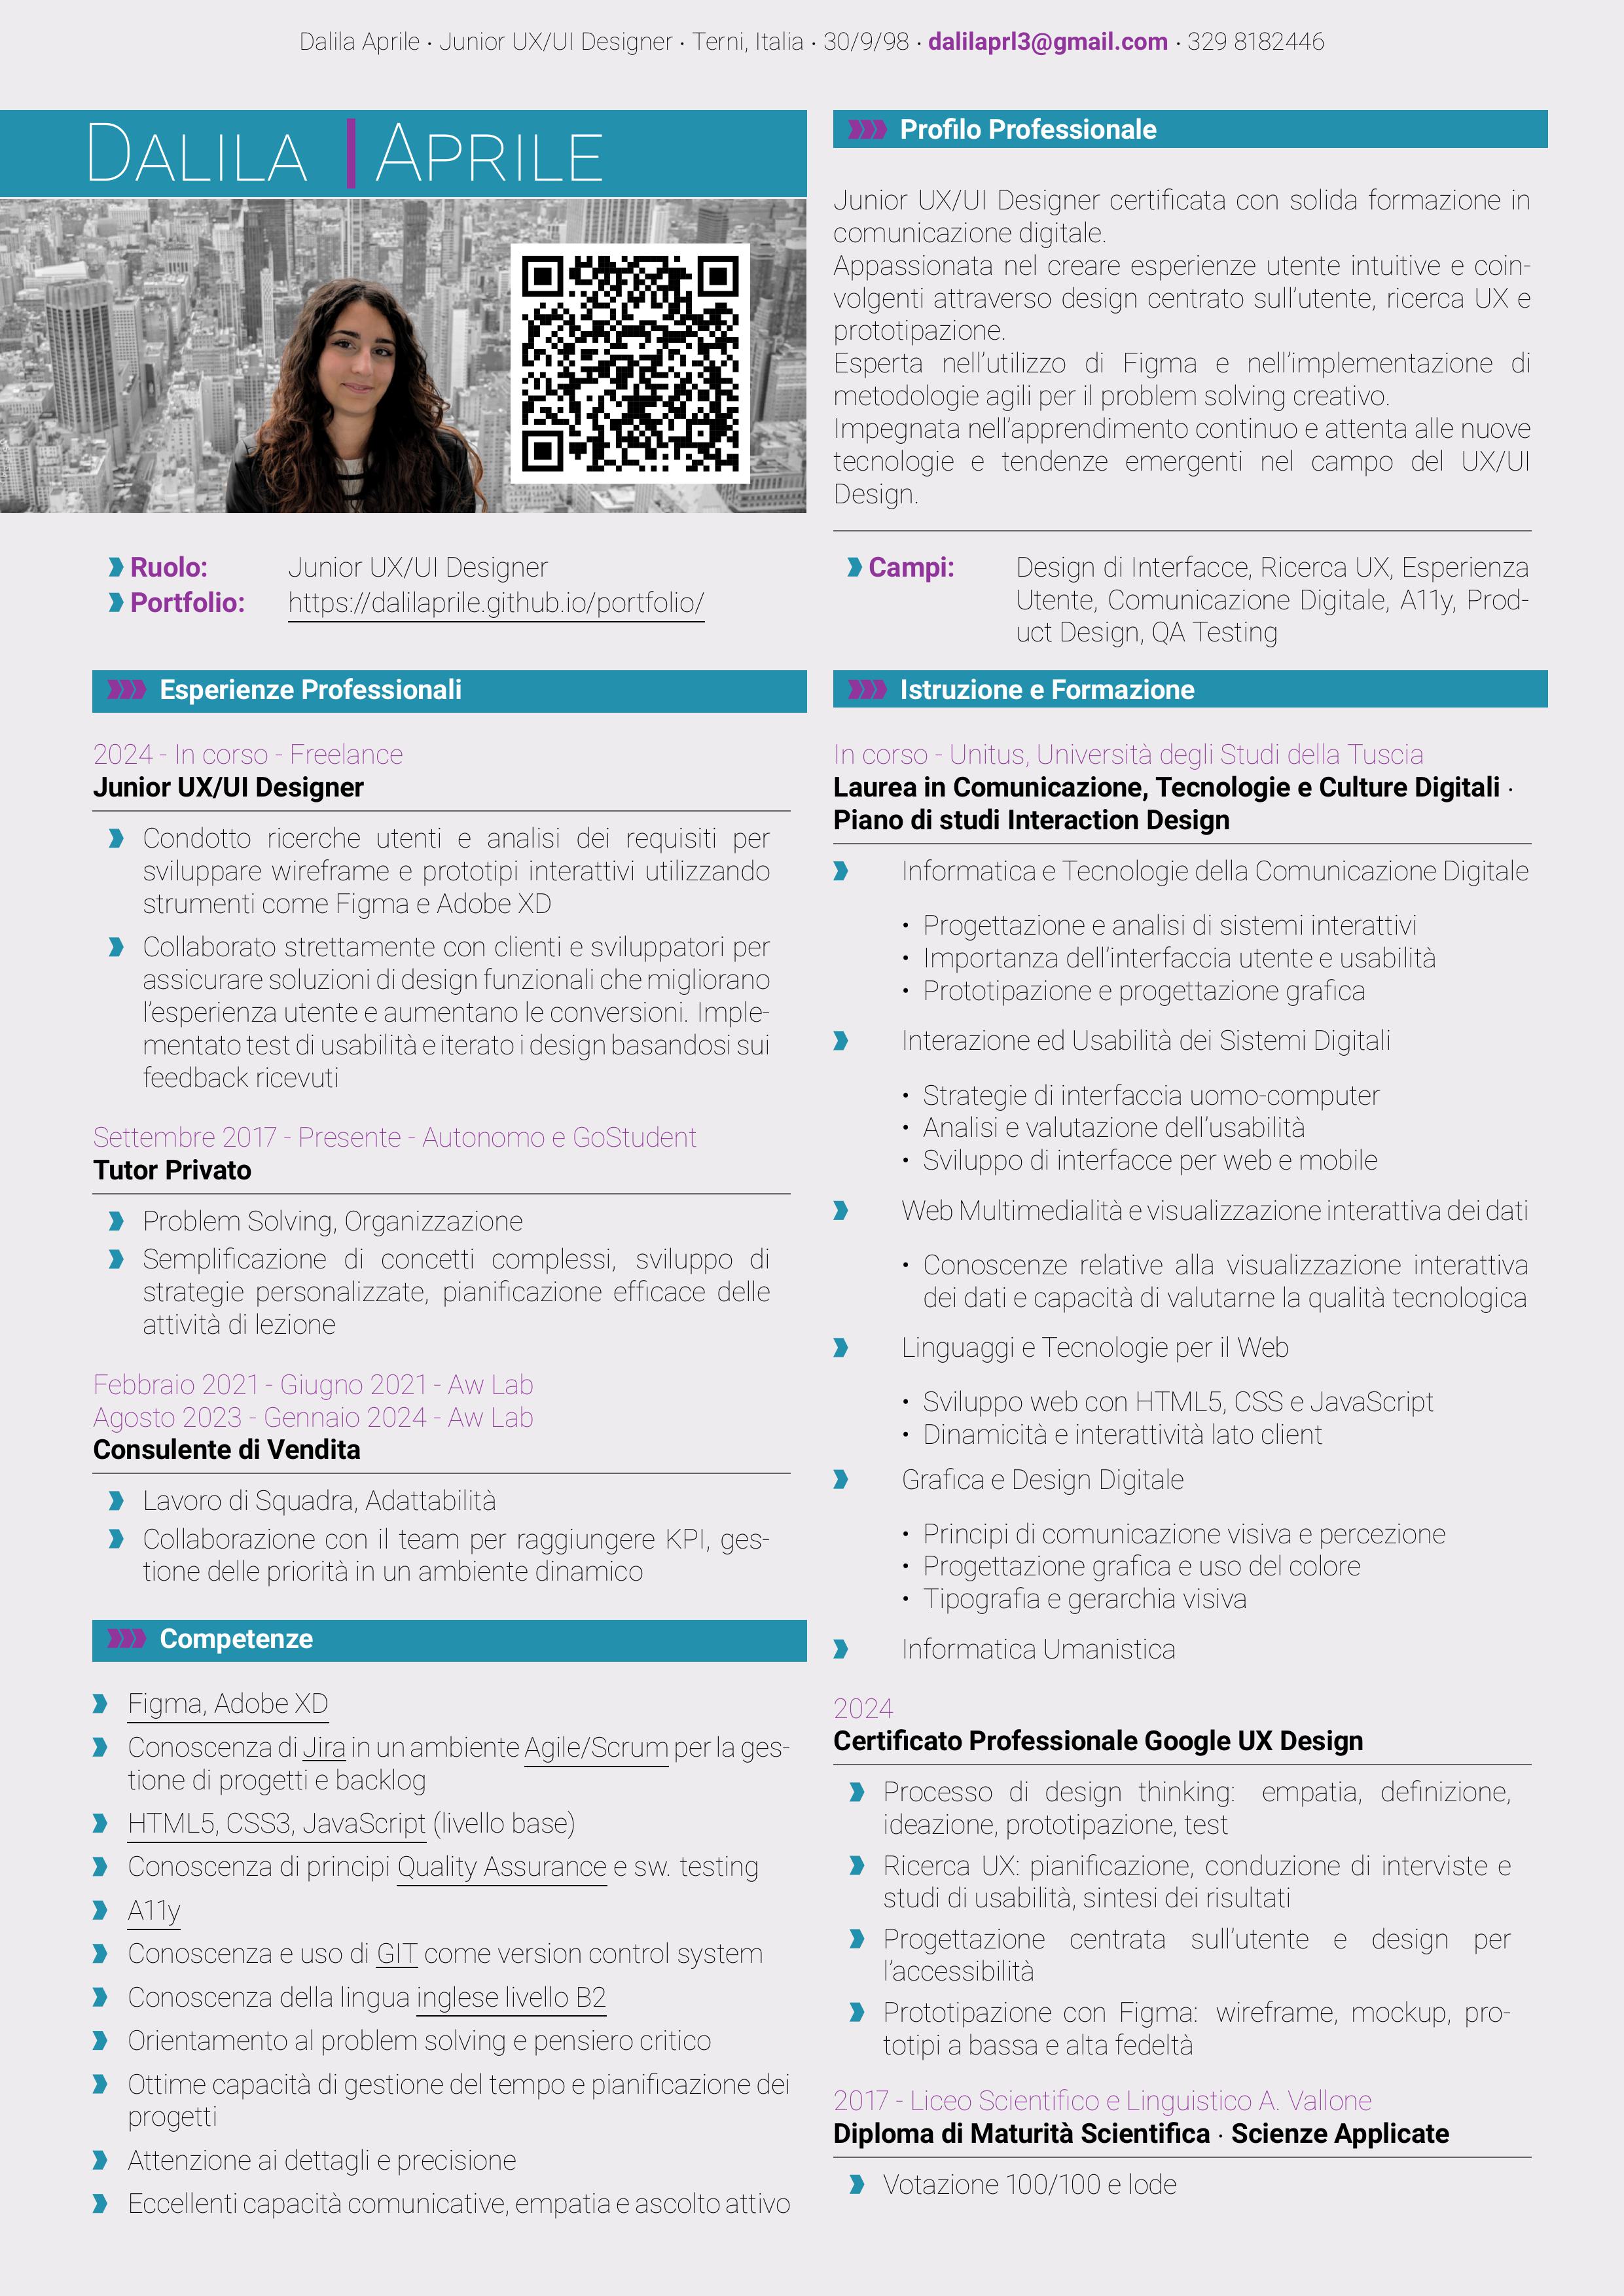 Dalila Aprile · Junior UX/UI Designer · Terni, Italia · 30/9/98 · dalilaprl3@gmail.com · 329 8182446
DALILA | APRILE
Ruolo: Junior UX/UI Designer
Portfolio: https://dalilaprile.github.io/portfolio/
Profilo Professionale
Junior UX/UI Designer certificata con solida formazione in
comunicazione digitale.
Appassionata nel creare esperienze utente intuitive e coin-
volgenti attraverso design centrato sull'utente, ricerca UX e
prototipazione.
Esperta nell'utilizzo di Figma e nell'implementazione di
metodologie agili per il problem solving creativo.
Impegnata nell'apprendimento continuo e attenta alle nuove
tecnologie e tendenze emergenti nel campo del UX/UI
Design.
Campi: Design di Interfacce, Ricerca UX, Esperienza
Utente, Comunicazione Digitale, A11y, Prod-
uct Design, QA Testing
Esperienze Professionali
2024 - In corso - Freelance
Junior UX/UI Designer
Condotto ricerche utenti e analisi dei requisiti per
sviluppare wireframe e prototipi interattivi utilizzando
strumenti come Figma e Adobe XD
Collaborato strettamente con clienti e sviluppatori per
assicurare soluzioni di design funzionali che migliorano
l'esperienza utente e aumentano le conversioni. Imple-
mentato test di usabilità e iterato i design basandosi sui
feedback ricevuti
Settembre 2017 - Presente - Autonomo e GoStudent
Tutor Privato
Problem Solving, Organizzazione
Semplificazione di concetti complessi, sviluppo di
strategie personalizzate, pianificazione efficace delle
attività di lezione
Febbraio 2021 - Giugno 2021 - Aw Lab
Agosto 2023 - Gennaio 2024 - Aw Lab
Consulente di Vendita
Lavoro di Squadra, Adattabilità
Collaborazione con il team per raggiungere KPI, ges-
tione delle priorità in un ambiente dinamico
Competenze
Figma, Adobe XD
Conoscenza di Jira in un ambiente Agile/Scrum per la ges-
tione di progetti e backlog
HTML5, CSS3, JavaScript (livello base)
Conoscenza di principi Quality Assurance e sw. testing
A11y
Conoscenza e uso di GIT come version control system
Conoscenza della lingua inglese livello B2
Orientamento al problem solving e pensiero critico
Ottime capacità di gestione del tempo e pianificazione dei
progetti
Attenzione ai dettagli e precisione
Eccellenti capacità comunicative, empatia e ascolto attivo
Istruzione e Formazione
In corso - Unitus, Università degli Studi della Tuscia
Laurea in Comunicazione, Tecnologie e Culture Digitali ·
Piano di studi Interaction Design
Informatica e Tecnologie della Comunicazione Digitale
• Progettazione e analisi di sistemi interattivi
• Importanza dell'interfaccia utente e usabilità
• Prototipazione e progettazione grafica
Interazione ed Usabilità dei Sistemi Digitali
• Strategie di interfaccia uomo-computer
• Analisi e valutazione dell'usabilità
• Sviluppo di interfacce per web e mobile
Web Multimedialità e visualizzazione interattiva dei dati
• Conoscenze relative alla visualizzazione interattiva
dei dati e capacità di valutarne la qualità tecnologica
Linguaggi e Tecnologie per il Web
• Sviluppo web con HTML5, CSS e JavaScript
• Dinamicità e interattività lato client
Grafica e Design Digitale
• Principi di comunicazione visiva e percezione
• Progettazione grafica e uso del colore
• Tipografia e gerarchia visiva
Informatica Umanistica
2024
Certificato Professionale Google UX Design
Processo di design thinking: empatia, definizione,
ideazione, prototipazione, test
Ricerca UX: pianificazione, conduzione di interviste e
studi di usabilità, sintesi dei risultati
Progettazione centrata sull'utente e design per
l'accessibilità
Prototipazione con Figma: wireframe, mockup, pro-
totipi a bassa e alta fedeltà
2017 - Liceo Scientifico e Linguistico A. Vallone
Diploma di Maturità Scientifica · Scienze Applicate
Votazione 100/100 e lode